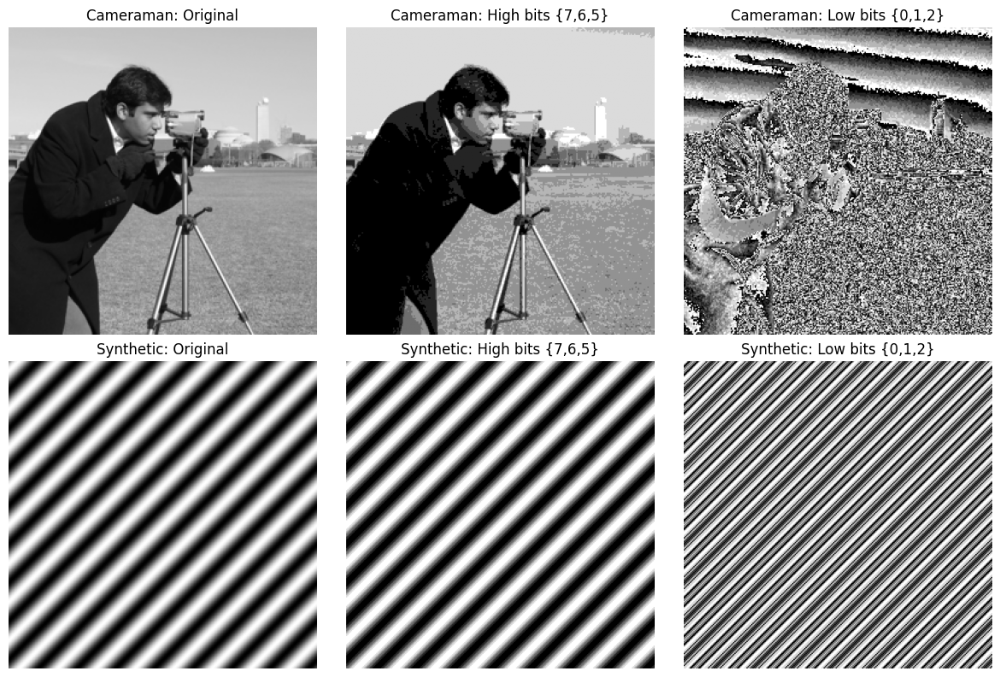 Cameraman: Original
Cameraman: High bits {7,6,5}
Cameraman: Low bits {0,1,2}
Synthetic: Original
Synthetic: High bits {7,6,5}
Synthetic: Low bits {0,1,2}